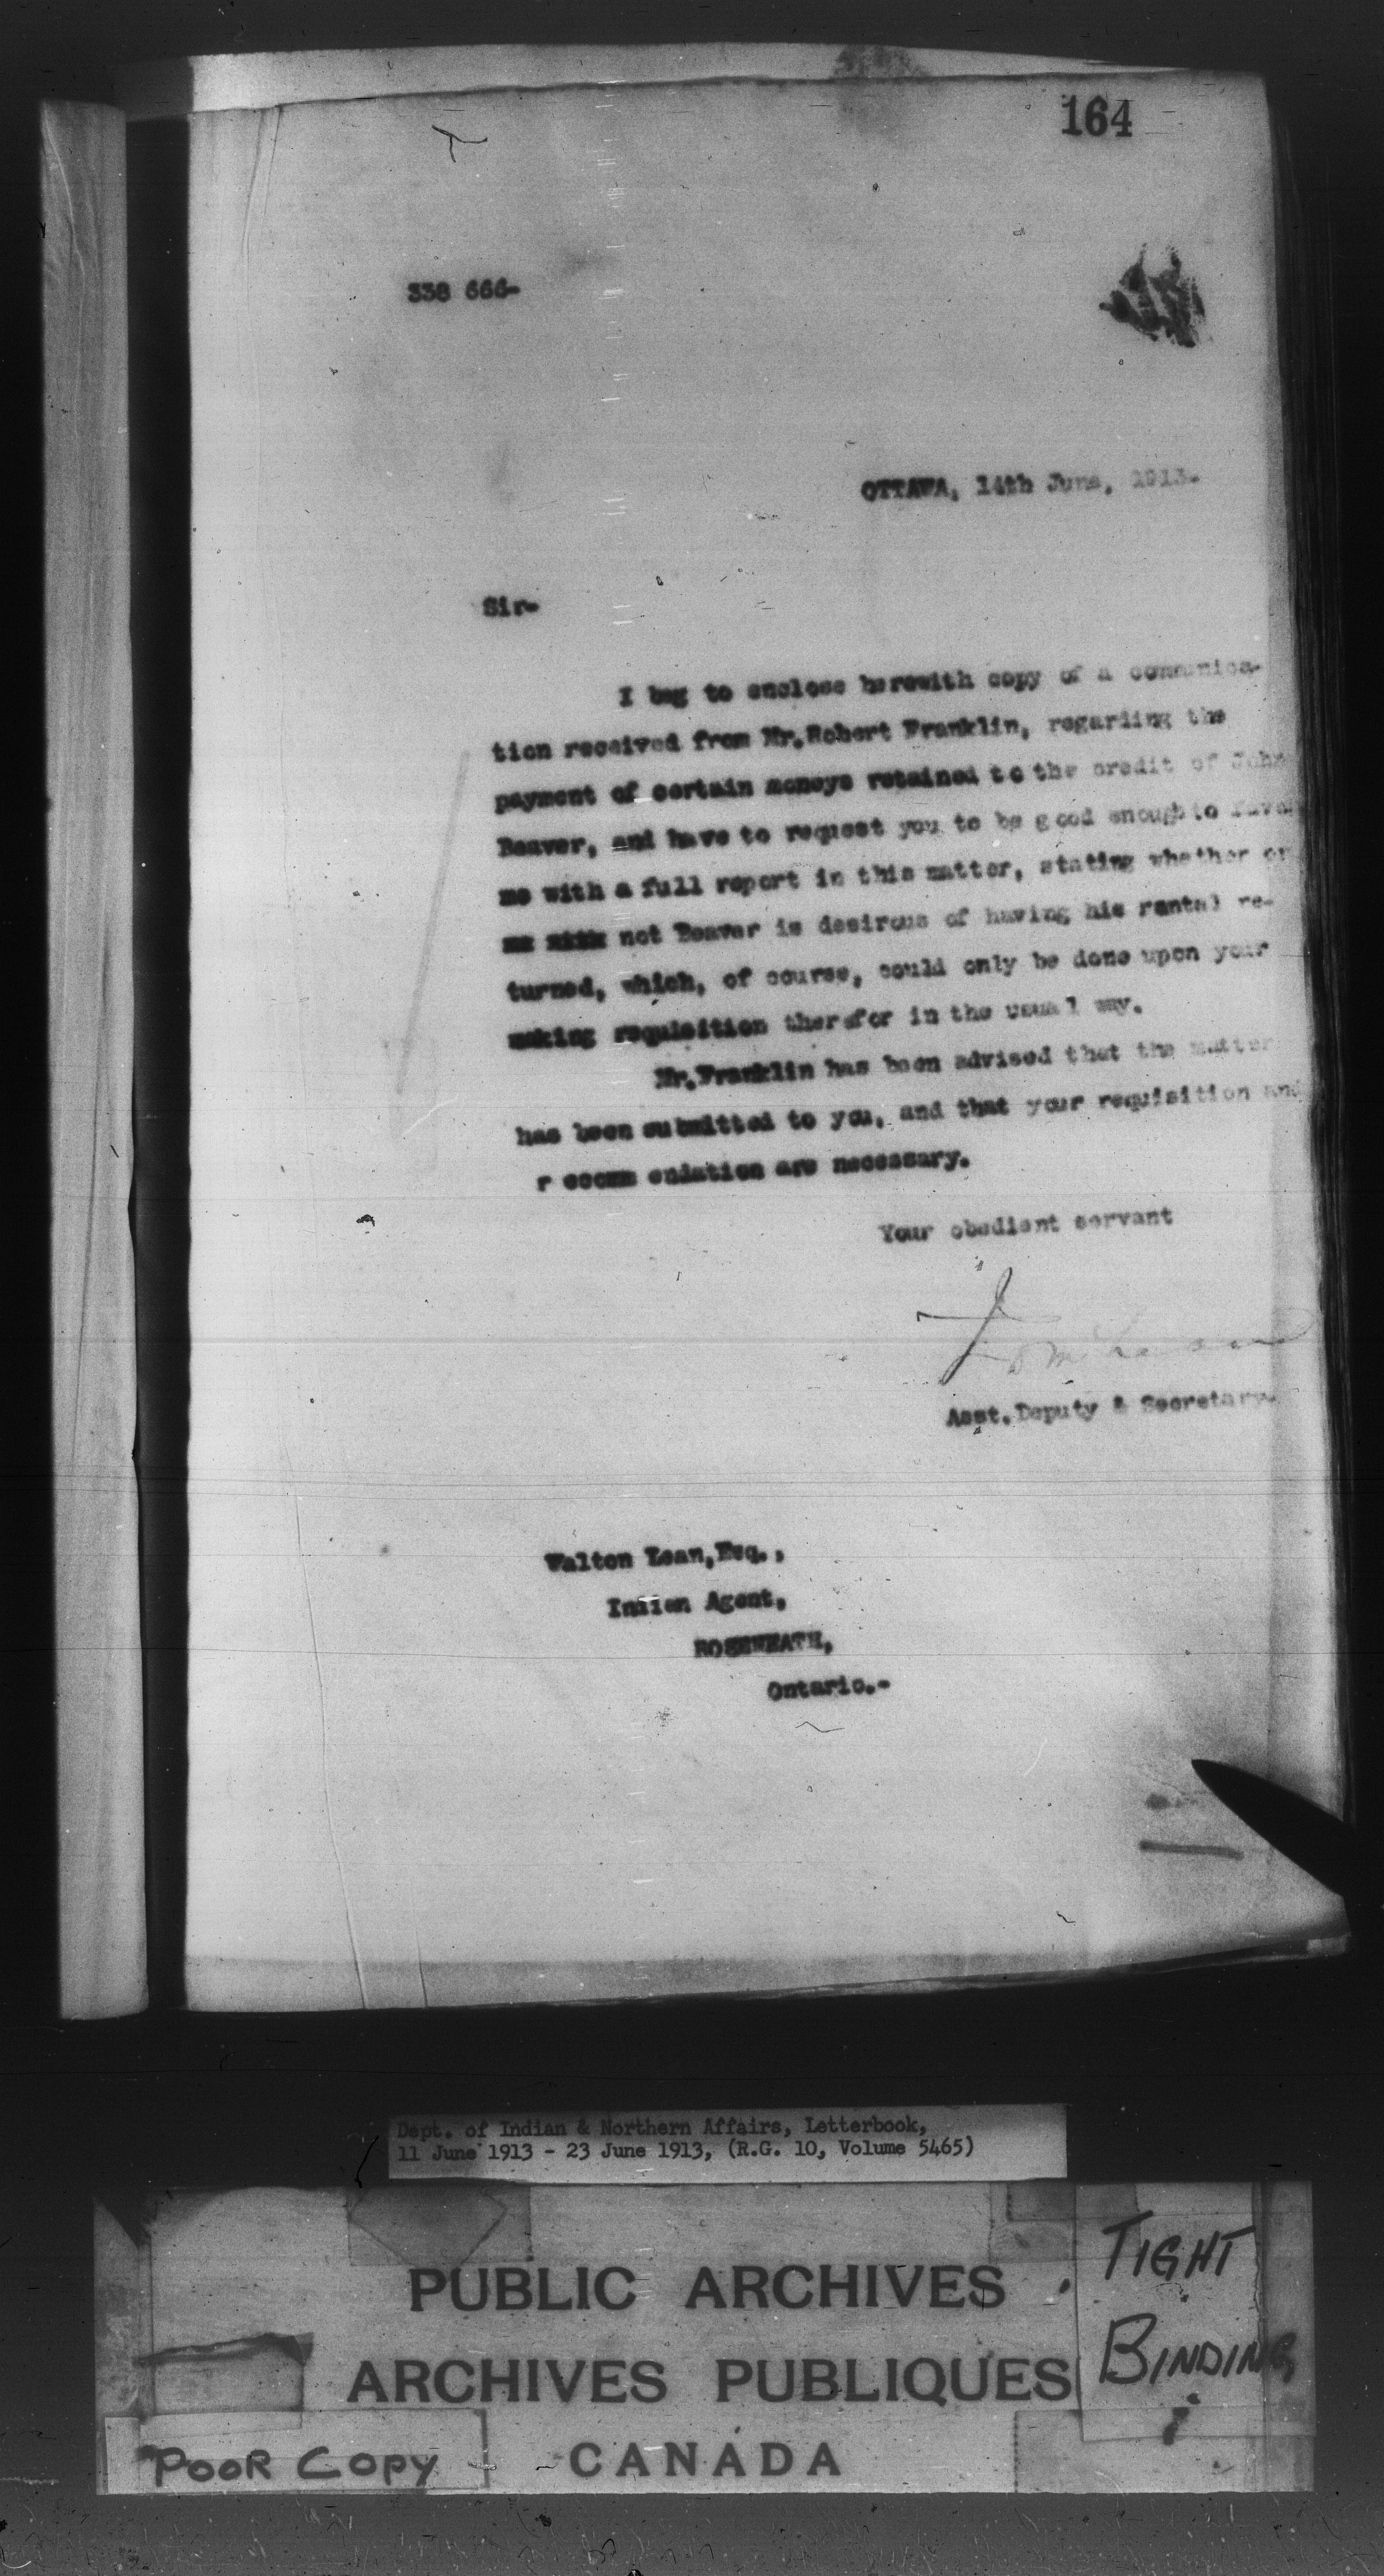 164
338 666-
OTTAWA, 14th June, 1913.
Sir-
I beg to enclose herewith copy of a communica-
tion received from Mr.Robert Franklin, regarding the
payment of certain moneys retained to the credit of John
Beaver, and have to request you to be good enough to favor
me with a full report in this matter, stating whether or
not Beaver is desirous of having his rental re-
turned, which, of course, could only be done upon your
making requisition therefor in the usual way.
Mr.Franklin has been advised that the matter
has been submitted to you, and that your requisition and
r ecomm endation are necessary.
Your obedient servant
Asst.Deputy & Secretary.
Walton Lean,Esq.,
Indian Agent,
ROSENEATH,
Ontario.-
Dept. of Indian & Northern Affairs, Letterbook,
11 June 1913 - 23 June 1913, (R.G. 10, Volume 5465)
TIGHT
BINDING
PUBLIC ARCHIVES
ARCHIVES PUBLIQUES
CANADA
POOR COPY